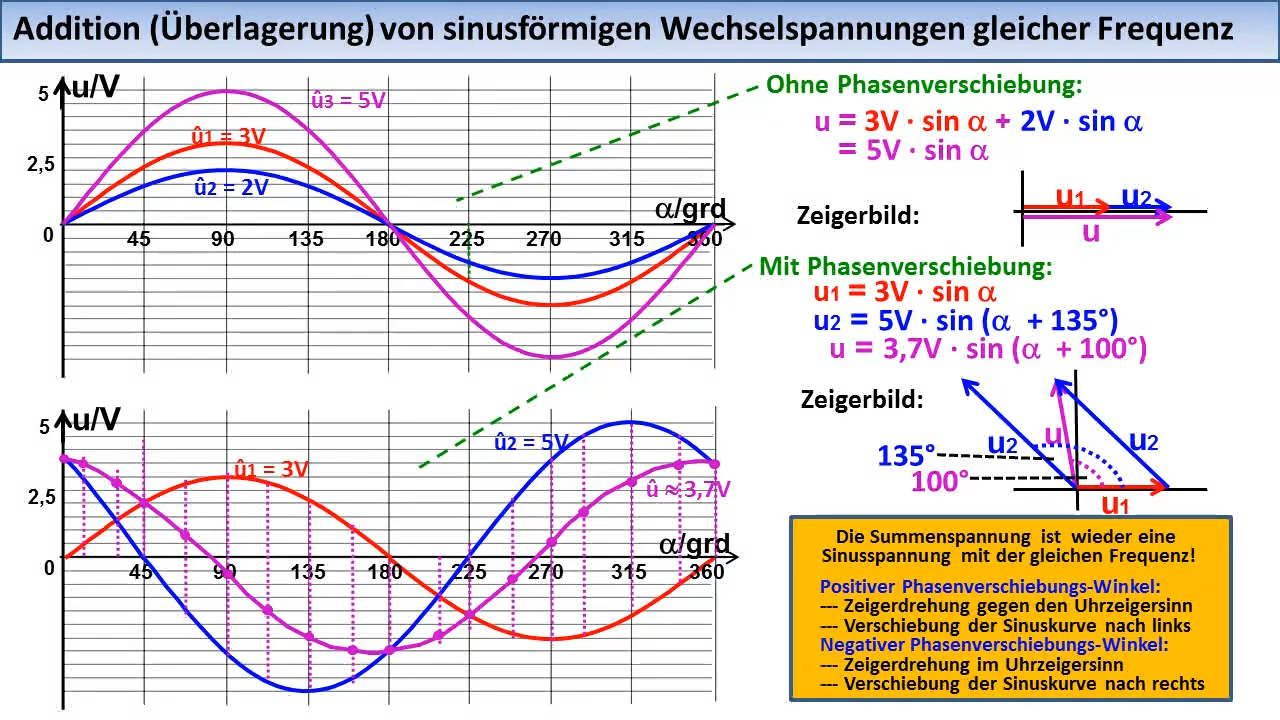 Addition (Überlagerung) von sinusförmigen Wechselspannungen gleicher Frequenz
u/V
5
2,5
0
û3 = 5V
û1 = 3V
û2 = 2V
α/grd
45 90 135 180 225 270 315 360
Ohne Phasenverschiebung:
u = 3V · sin α + 2V · sin α
= 5V · sin α
Zeigerbild:
u1 u2
u
Mit Phasenverschiebung:
u1 = 3V · sin α
u2 = 5V · sin (α + 135°)
u = 3,7V · sin (α + 100°)
Zeigerbild:
u2 u u2
135°
100°
u1
u/V
5
2,5
0
û2 = 5V
û1 = 3V
û ≈ 3,7V
α/grd
45 90 135 180 225 270 315 360
Die Summenspannung ist wieder eine
Sinusspannung mit der gleichen Frequenz!
Positiver Phasenverschiebungs-Winkel:
--- Zeigerdrehung gegen den Uhrzeigersinn
--- Verschiebung der Sinuskurve nach links
Negativer Phasenverschiebungs-Winkel:
--- Zeigerdrehung im Uhrzeigersinn
--- Verschiebung der Sinuskurve nach rechts